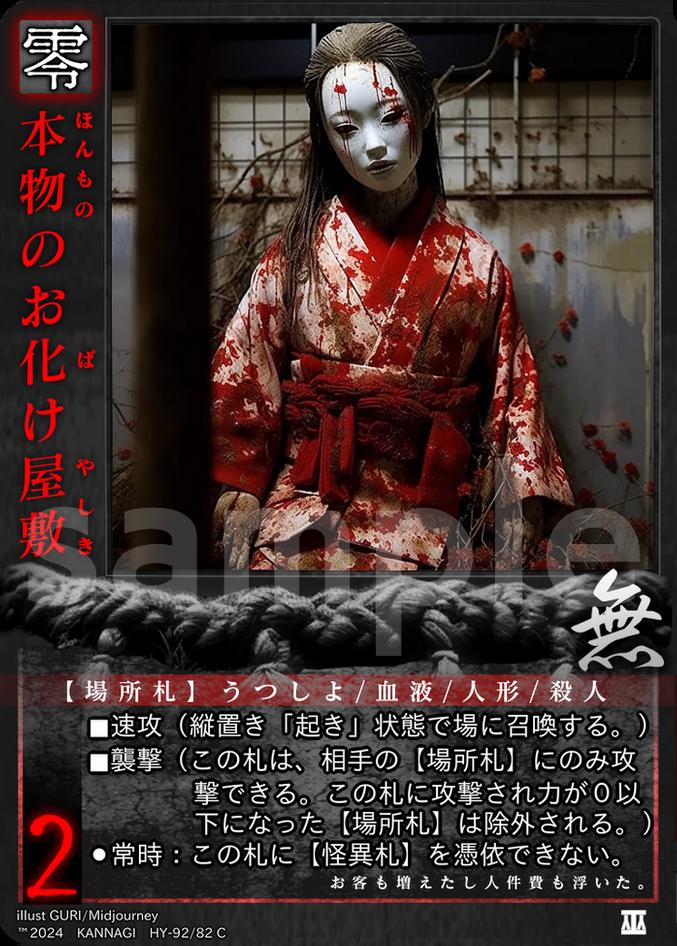 零
本物のお化け屋敷
ほんもの
ば
やしき
sample
無
【場所札】うつしよ/血液/人形/殺人
■速攻（縦置き「起き」状態で場に召喚する。）
■襲撃（この札は、相手の【場所札】にのみ攻
撃できる。この札に攻撃され力が０以
下になった【場所札】は除外される。）
●常時：この札に【怪異札】を憑依できない。
お客も増えたし人件費も浮いた。
2
illust GURI/Midjourney
™2024 KANNAGI HY-92/82 C